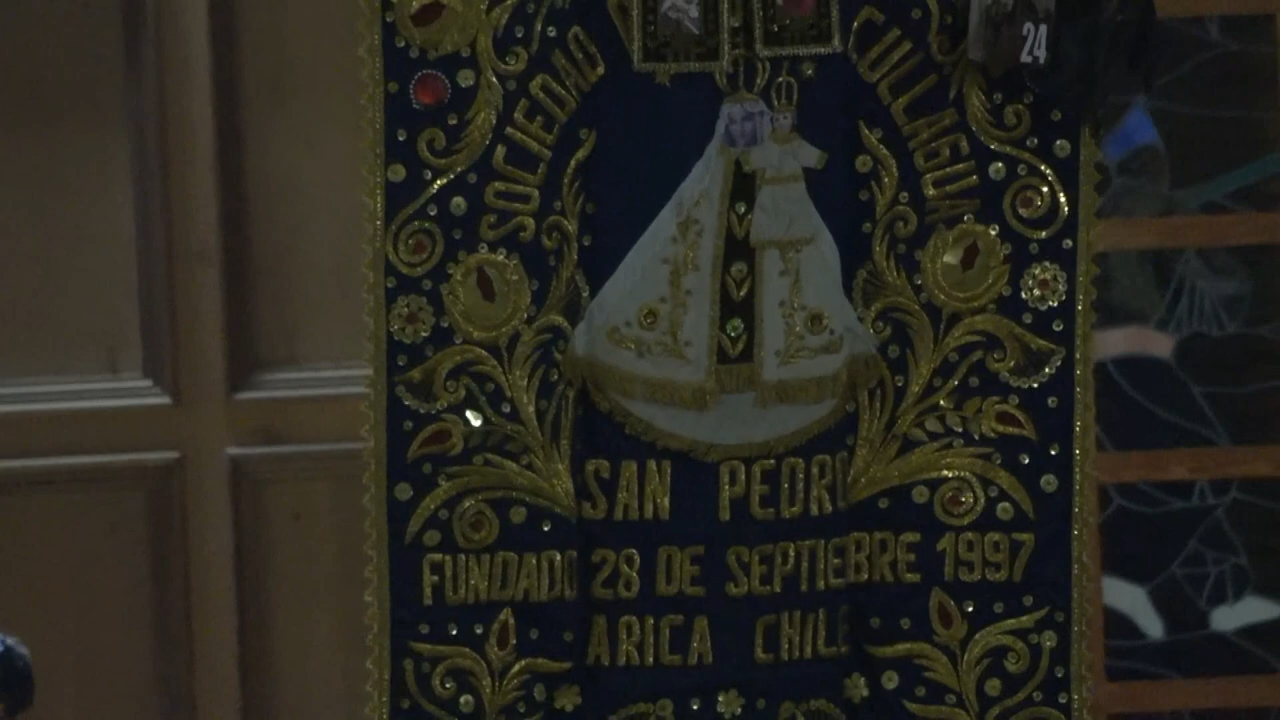 SOCIEDAD CULLAGUA
24
SAN PEDRO
FUNDADO 28 DE SEPTIEBRE 1997
ARICA CHILE